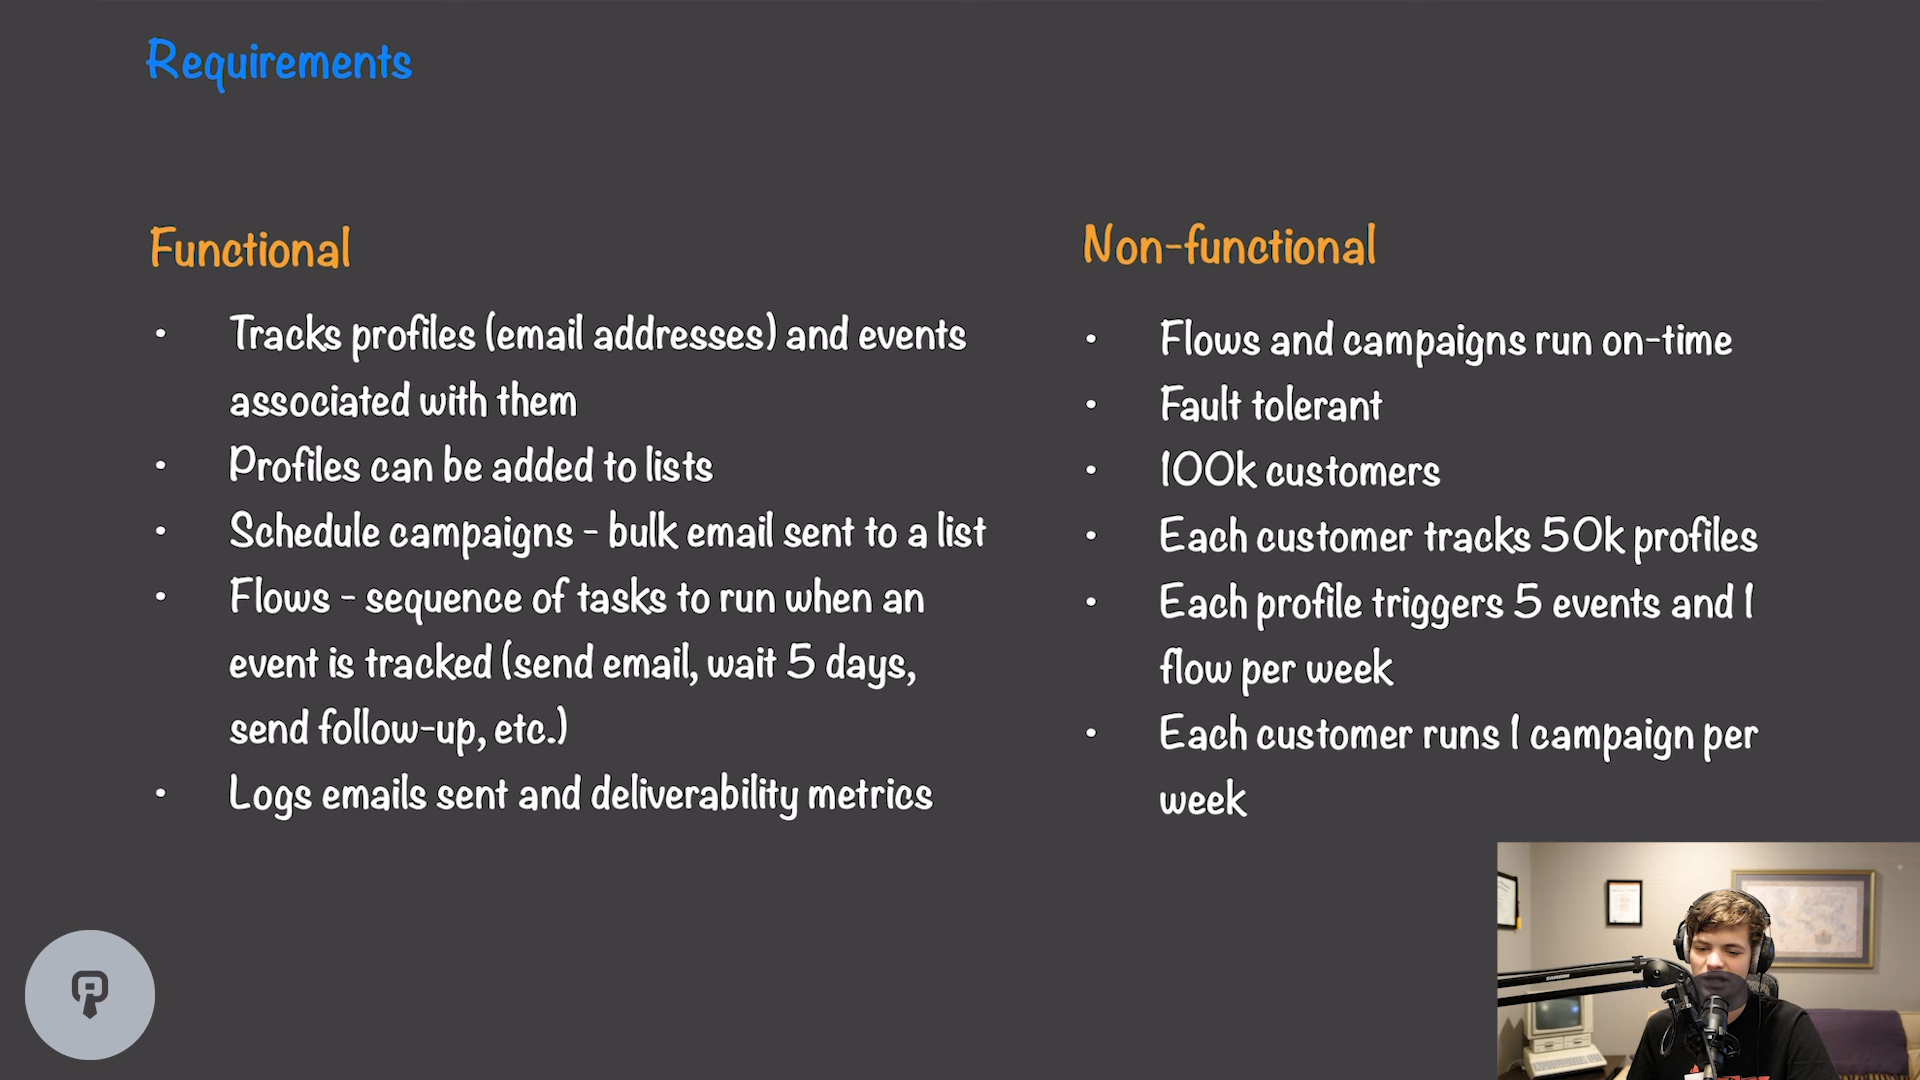 Requirements
Functional
• Tracks profiles (email addresses) and events
associated with them
• Profiles can be added to lists
• Schedule campaigns - bulk email sent to a list
• Flows - sequence of tasks to run when an
event is tracked (send email, wait 5 days,
send follow-up, etc.)
• Logs emails sent and deliverability metrics
Non-functional
• Flows and campaigns run on-time
• Fault tolerant
• 100k customers
• Each customer tracks 50k profiles
• Each profile triggers 5 events and 1
flow per week
• Each customer runs 1 campaign per
week
SAMSON